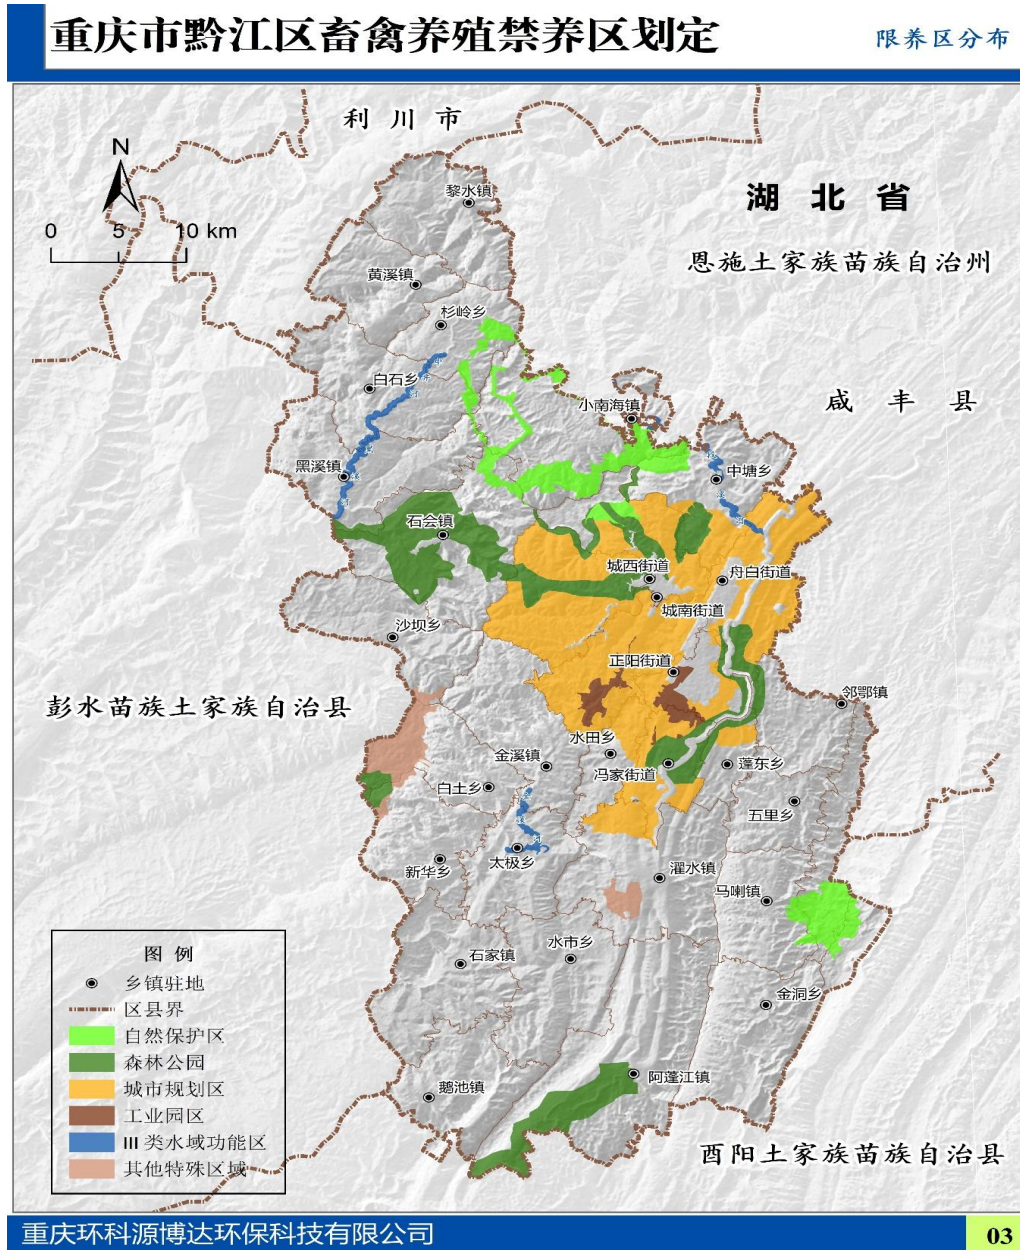 重庆市黔江区畜禽养殖禁养区划定
限养区分布
利川市
N
0 5 10 km
湖北省
恩施土家族苗族自治州
黎水镇
黄溪镇
杉岭乡
白石乡
小南海镇
咸丰县
黑溪镇
中塘乡
石会镇
城西街道
舟白街道
城南街道
沙坝乡
正阳街道
邻鄂镇
彭水苗族土家族自治县
水田乡
金溪镇
冯家街道
蓬东乡
白土乡
五里乡
太极乡
新华乡
濯水镇
马喇镇
石家镇
水市乡
金洞乡
阿蓬江镇
鹅池镇
酉阳土家族苗族自治县
图例
乡镇驻地
区县界
自然保护区
森林公园
城市规划区
工业园区
III类水域功能区
其他特殊区域
重庆环科源博达环保科技有限公司
03